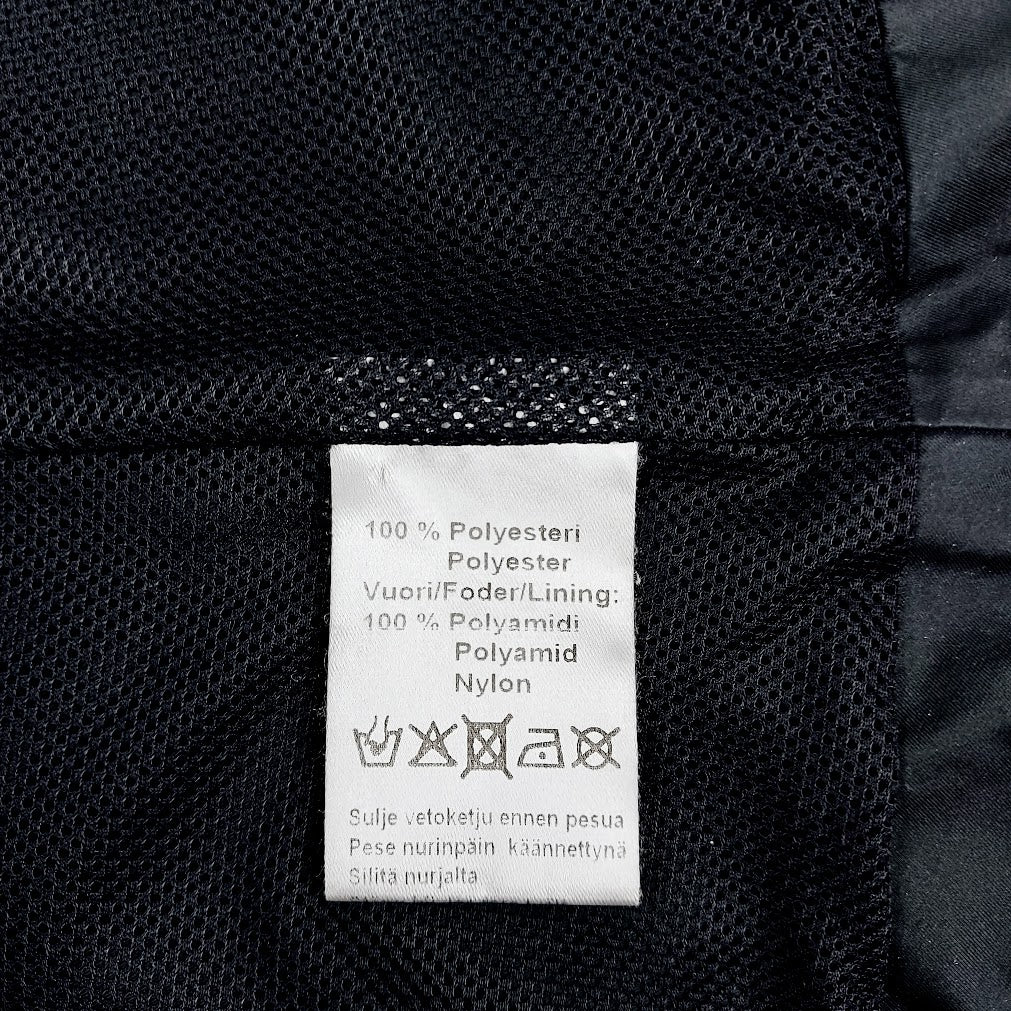 100 % Polyesteri
Polyester
Vuori/Foder/Lining:
100 % Polyamidi
Polyamid
Nylon
Sulje vetoketju ennen pesua
Pese nurinpäin käännettynä
Silitä nurjalta